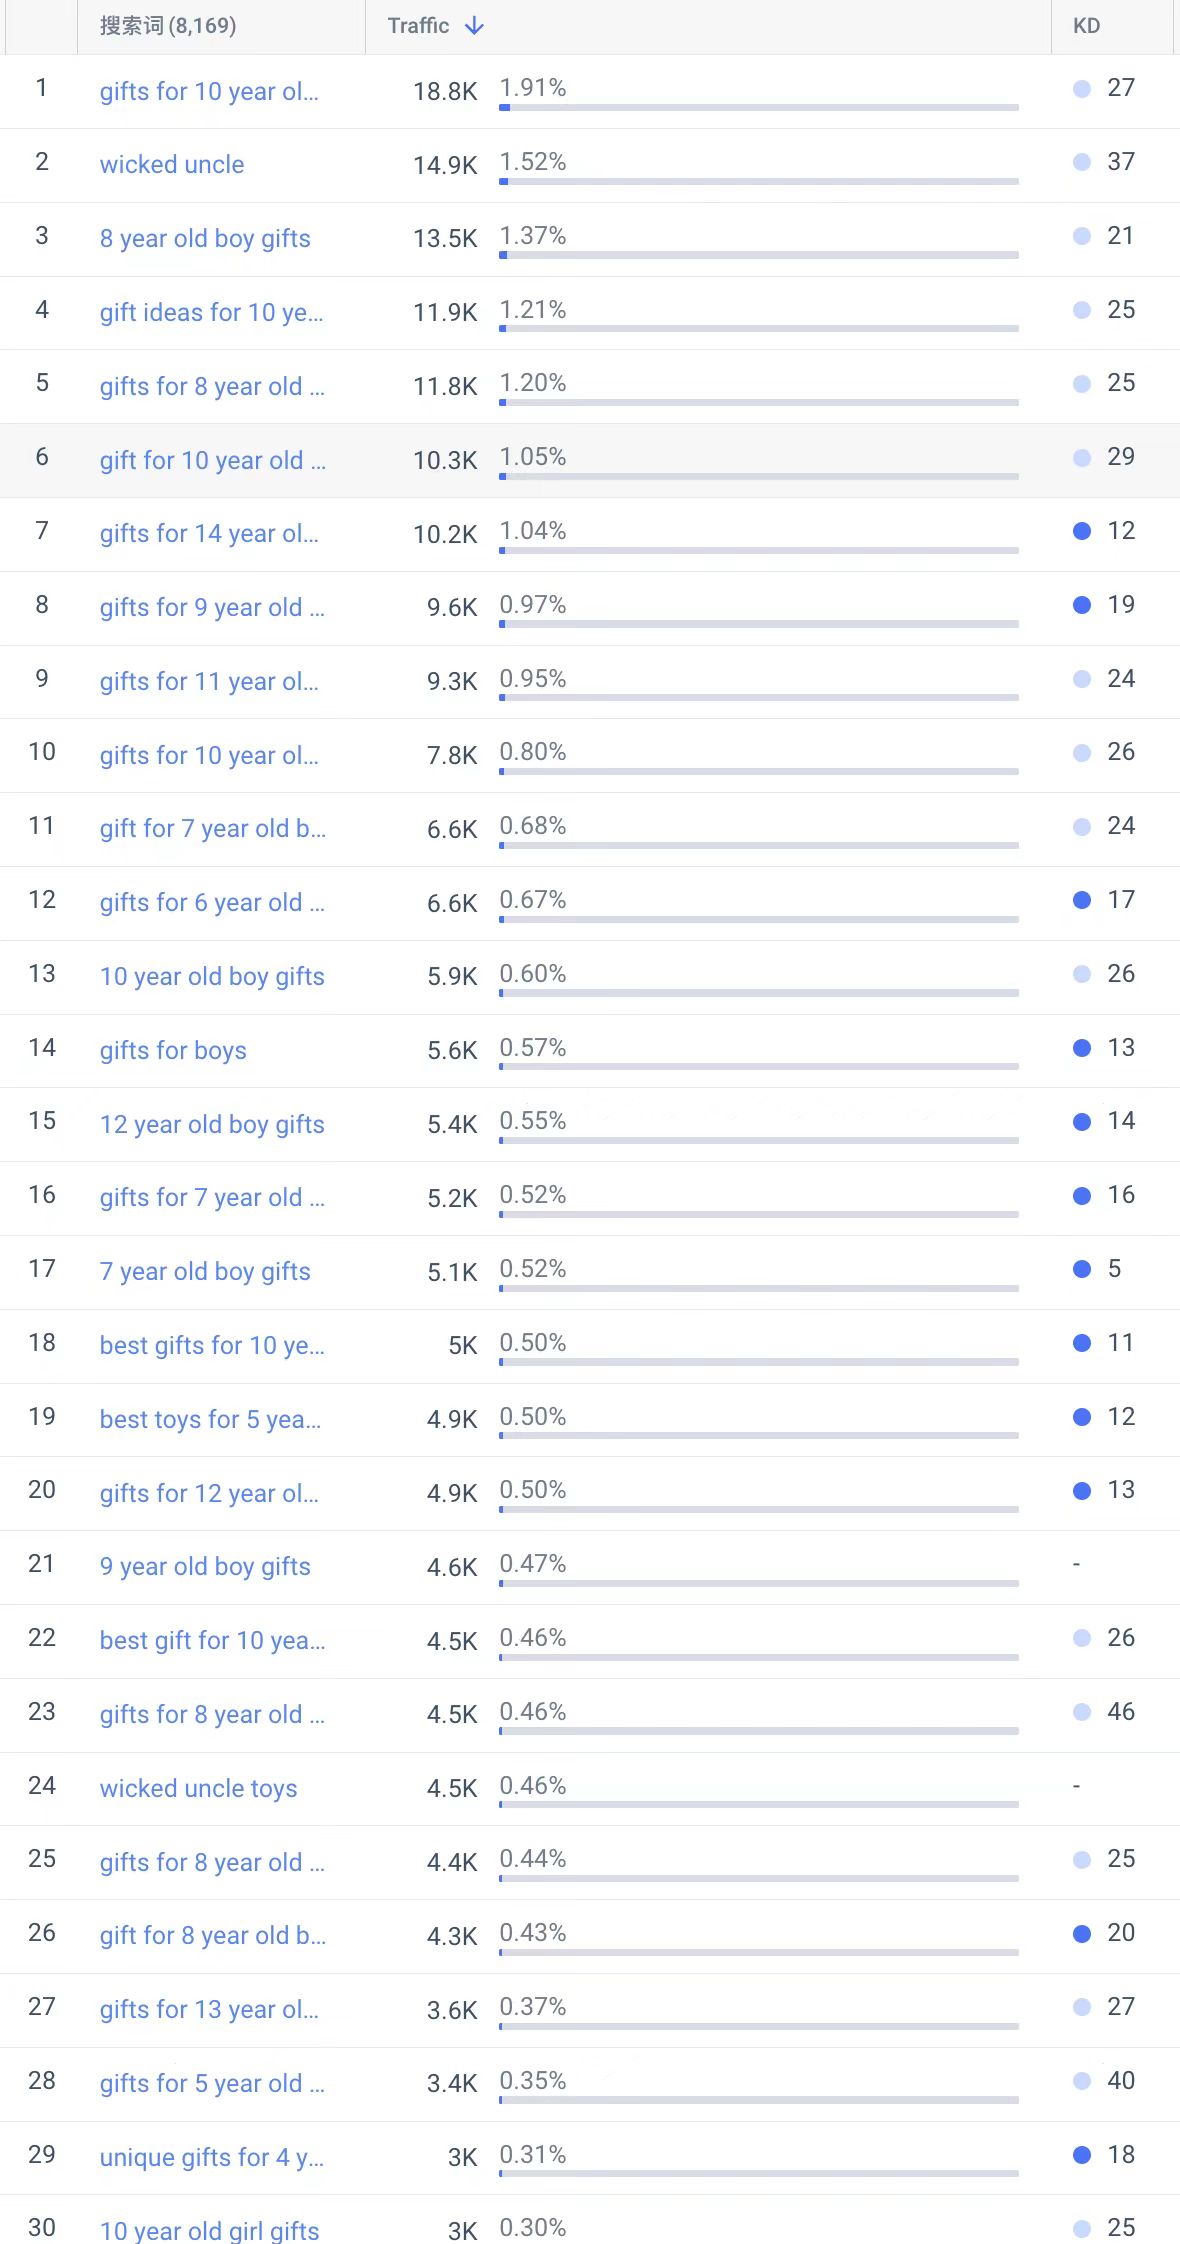 搜索词 (8,169) Traffic ↓ KD
1 gifts for 10 year ol... 18.8K 1.91% 27
2 wicked uncle 14.9K 1.52% 37
3 8 year old boy gifts 13.5K 1.37% 21
4 gift ideas for 10 ye... 11.9K 1.21% 25
5 gifts for 8 year old ... 11.8K 1.20% 25
6 gift for 10 year old ... 10.3K 1.05% 29
7 gifts for 14 year ol... 10.2K 1.04% 12
8 gifts for 9 year old ... 9.6K 0.97% 19
9 gifts for 11 year ol... 9.3K 0.95% 24
10 gifts for 10 year ol... 7.8K 0.80% 26
11 gift for 7 year old b... 6.6K 0.68% 24
12 gifts for 6 year old ... 6.6K 0.67% 17
13 10 year old boy gifts 5.9K 0.60% 26
14 gifts for boys 5.6K 0.57% 13
15 12 year old boy gifts 5.4K 0.55% 14
16 gifts for 7 year old ... 5.2K 0.52% 16
17 7 year old boy gifts 5.1K 0.52% 5
18 best gifts for 10 ye... 5K 0.50% 11
19 best toys for 5 yea... 4.9K 0.50% 12
20 gifts for 12 year ol... 4.9K 0.50% 13
21 9 year old boy gifts 4.6K 0.47% -
22 best gift for 10 yea... 4.5K 0.46% 26
23 gifts for 8 year old ... 4.5K 0.46% 46
24 wicked uncle toys 4.5K 0.46% -
25 gifts for 8 year old ... 4.4K 0.44% 25
26 gift for 8 year old b... 4.3K 0.43% 20
27 gifts for 13 year ol... 3.6K 0.37% 27
28 gifts for 5 year old ... 3.4K 0.35% 40
29 unique gifts for 4 y... 3K 0.31% 18
30 10 year old girl gifts 3K 0.30% 25